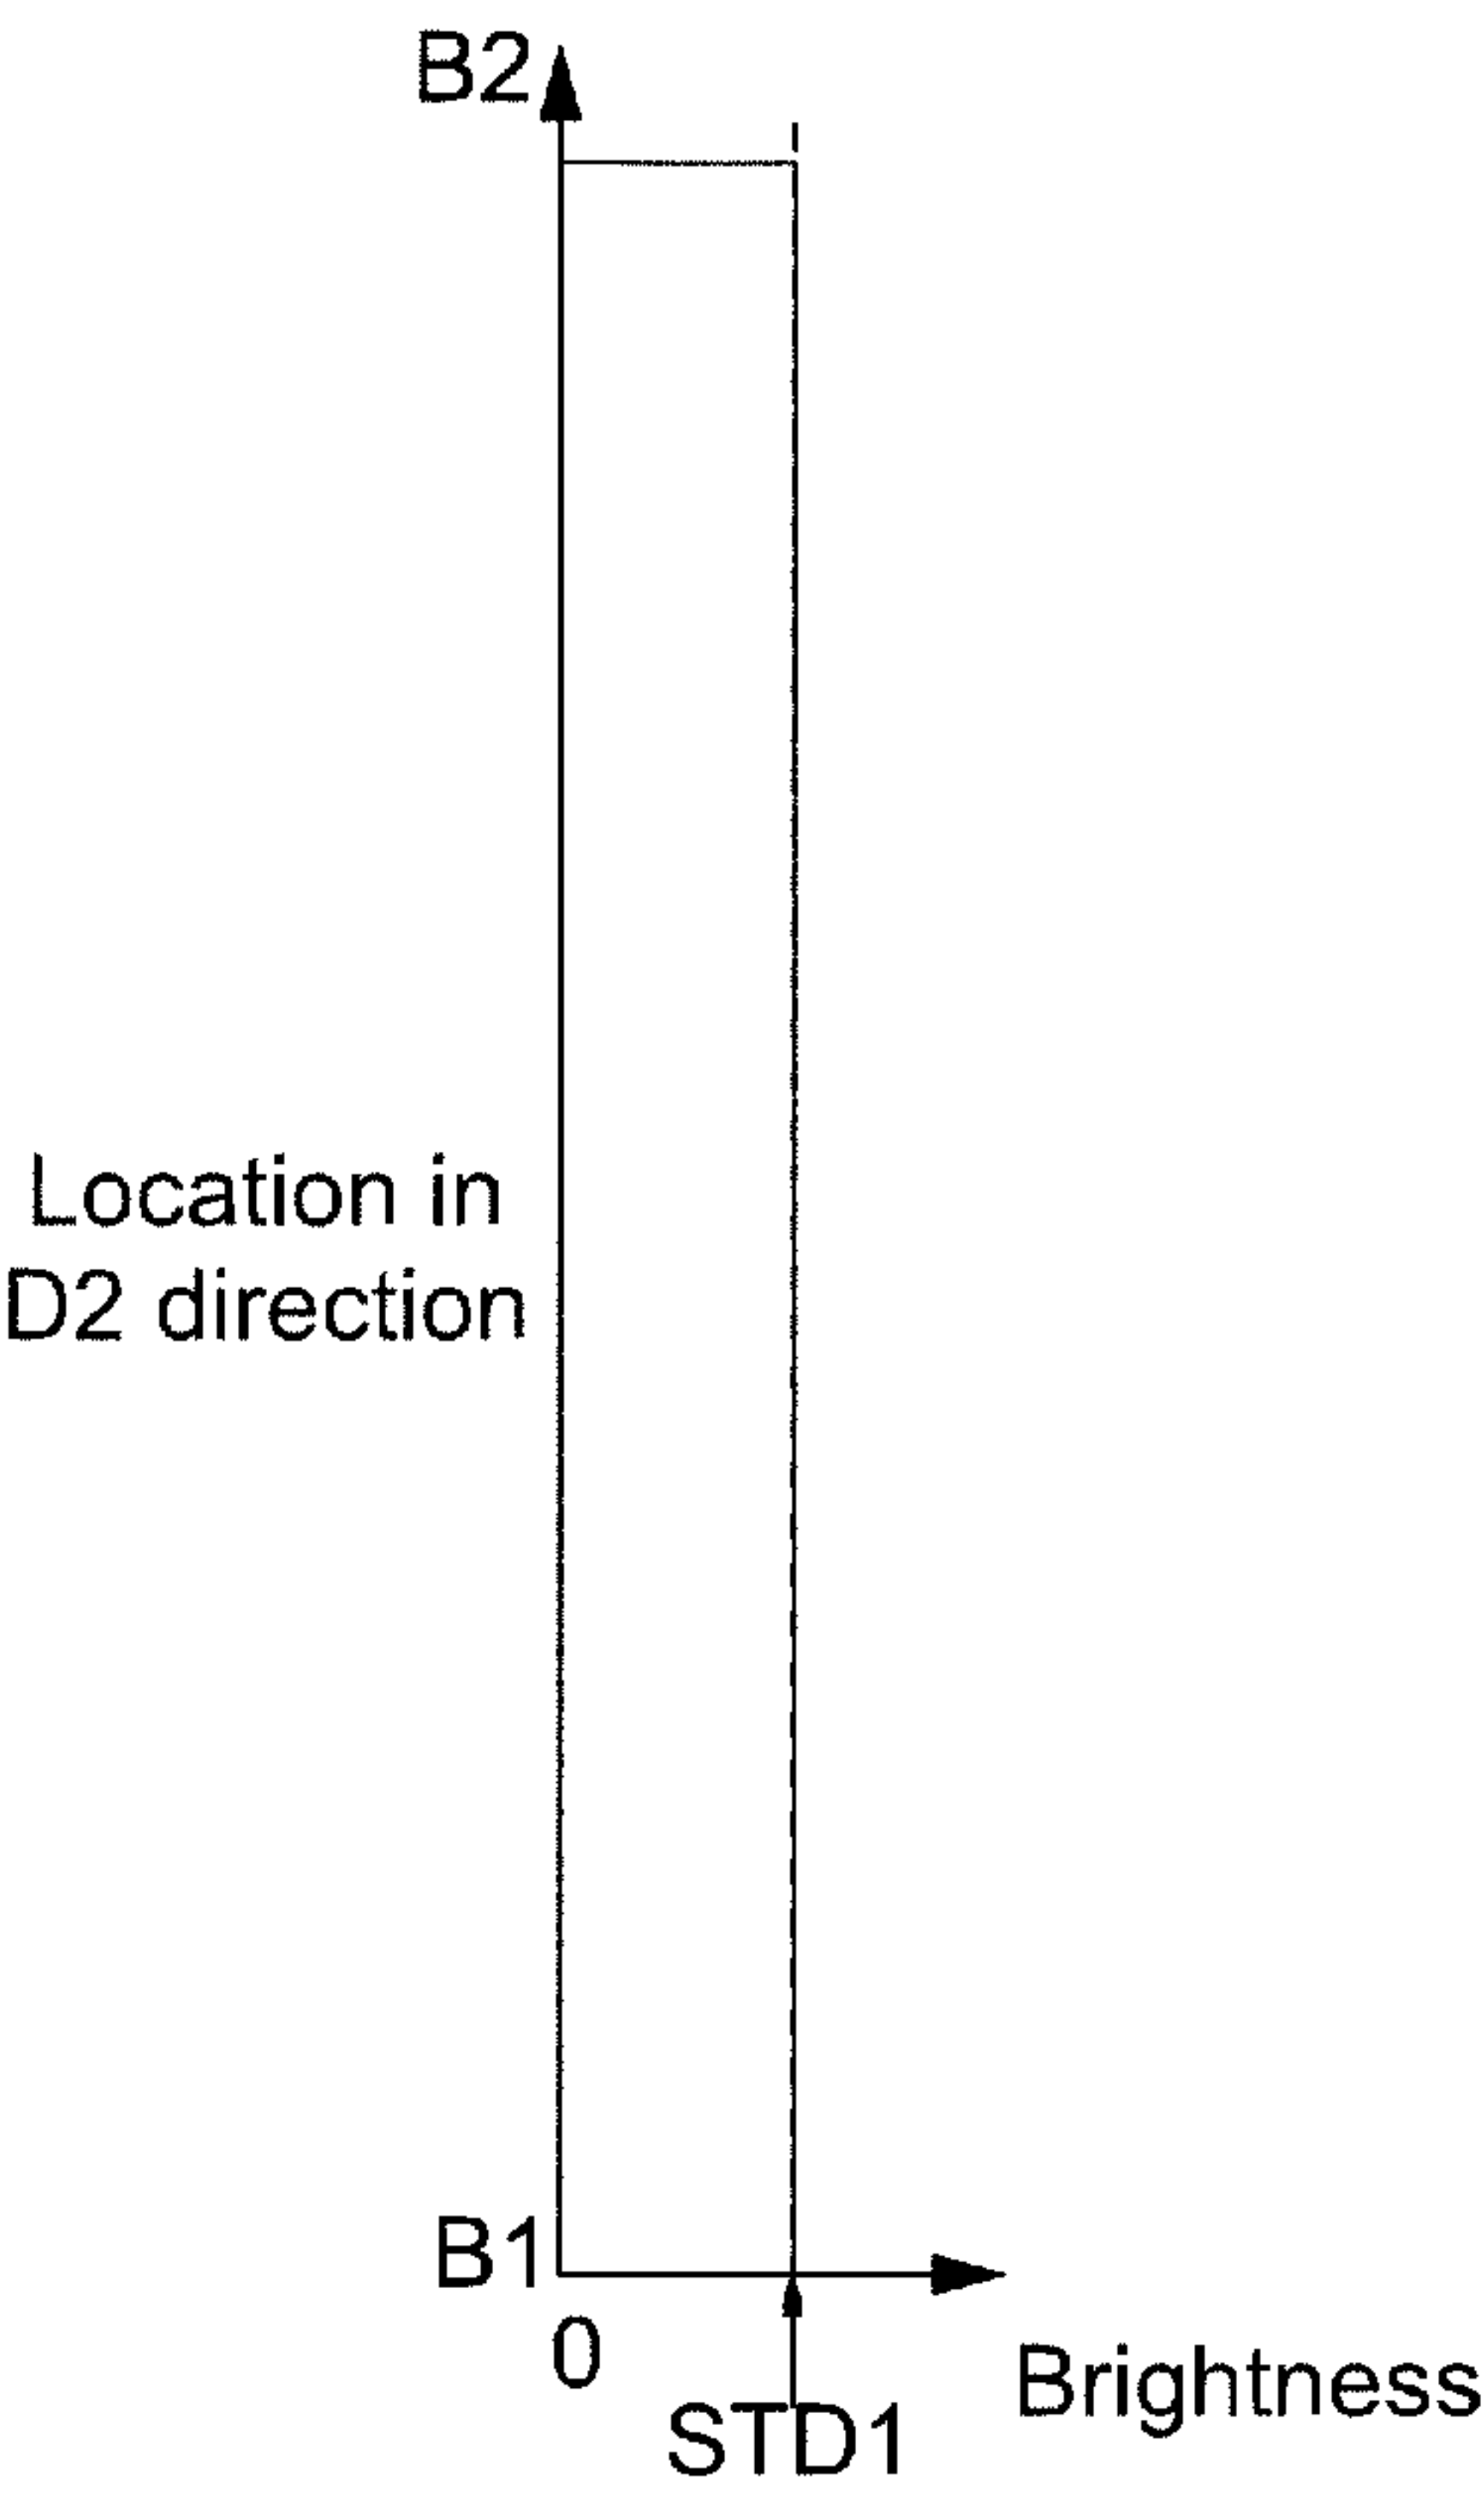 B2
Location in
D2 direction
B1
0
Brightness
STD1